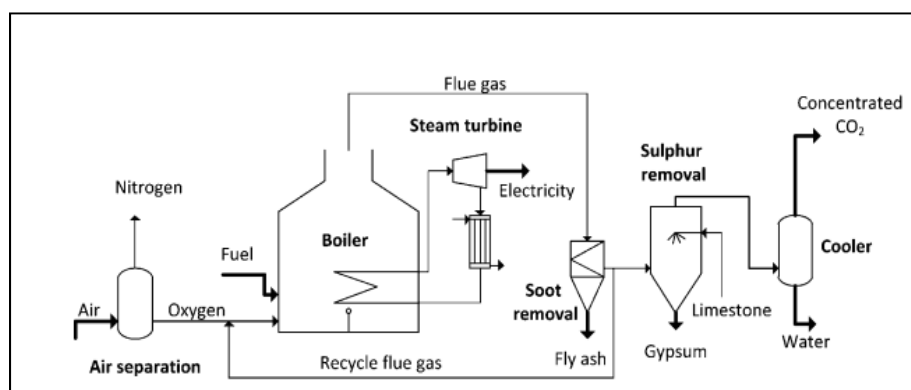 Flue gas
Concentrated
CO₂
Steam turbine
Sulphur
removal
Nitrogen
Electricity
Boiler
Fuel
Cooler
Air
Oxygen
Soot
removal
Limestone
Air separation
Recycle flue gas
Fly ash
Gypsum
Water